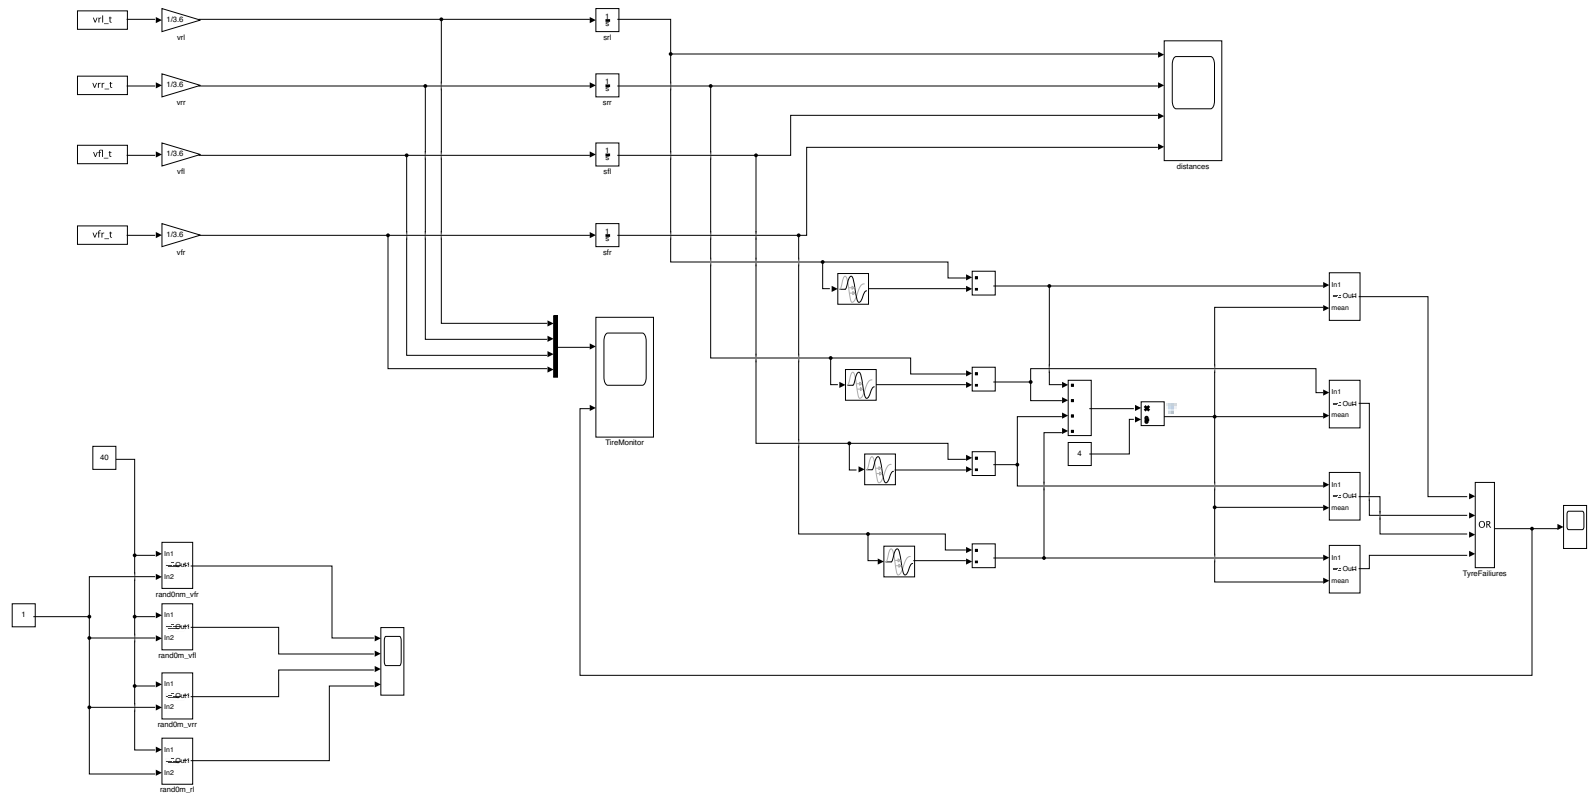 vrl_t
1/3.6
vrl
1
s
srl
vrr_t
1/3.6
vrr
1
s
srr
vfl_t
1/3.6
vfl
1
s
sfl
vfr_t
1/3.6
vfr
1
s
sfr
distances
TireMonitor
4
In1
Out1
mean
In1
Out1
mean
In1
Out1
mean
In1
Out1
mean
OR
TyreFailiures
40
1
In1
Out1
In2
rand0nm_vfr
In1
Out1
In2
rand0m_vfl
In1
Out1
In2
rand0m_vrr
In1
Out1
In2
rand0m_rl